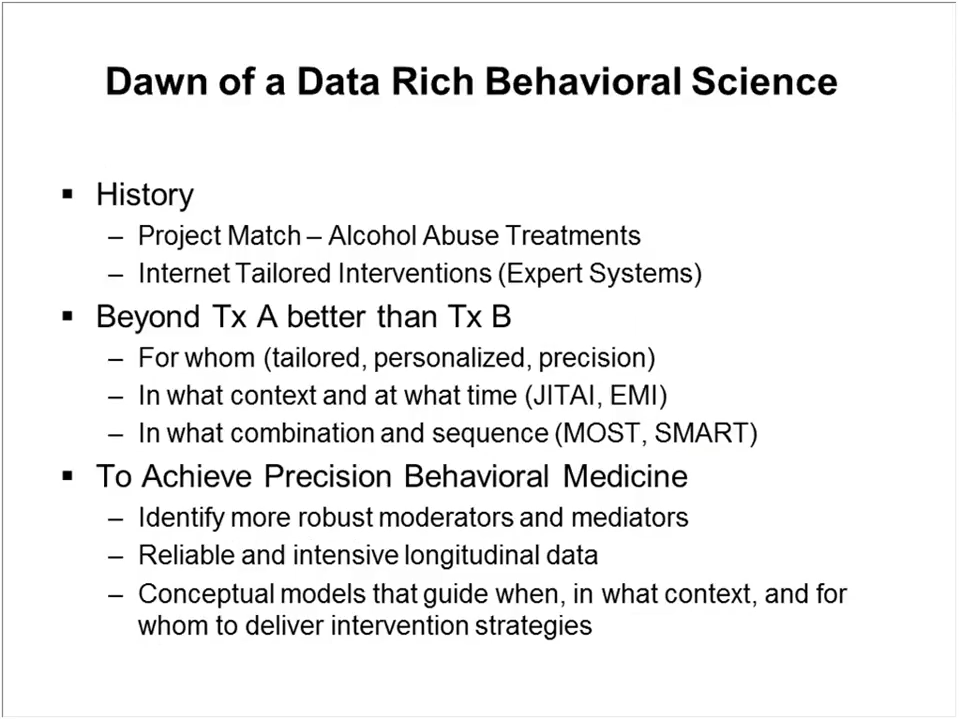 Dawn of a Data Rich Behavioral Science
▪ History
– Project Match – Alcohol Abuse Treatments
– Internet Tailored Interventions (Expert Systems)
▪ Beyond Tx A better than Tx B
– For whom (tailored, personalized, precision)
– In what context and at what time (JITAI, EMI)
– In what combination and sequence (MOST, SMART)
▪ To Achieve Precision Behavioral Medicine
– Identify more robust moderators and mediators
– Reliable and intensive longitudinal data
– Conceptual models that guide when, in what context, and for
whom to deliver intervention strategies